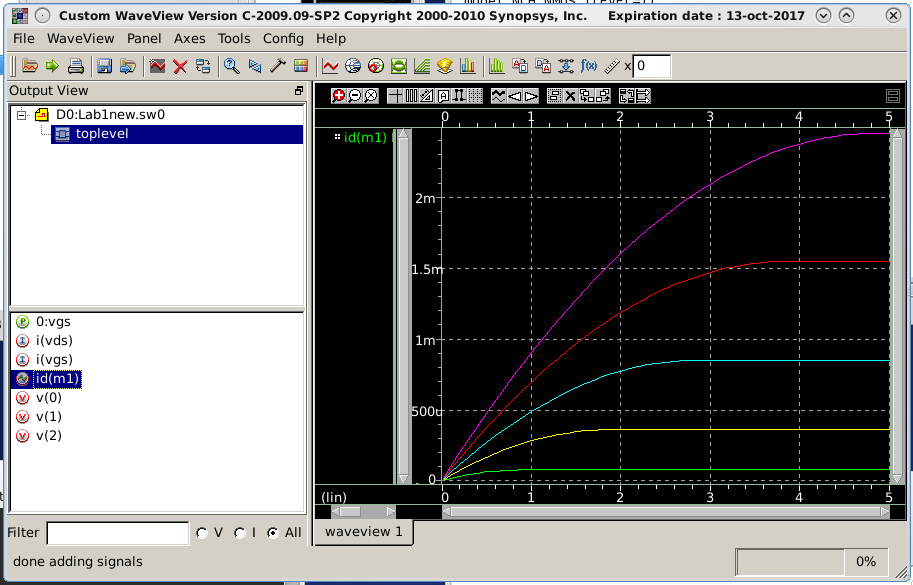 Custom WaveView Version C-2009.09-SP2 Copyright 2000-2010 Synopsys, Inc. Expiration date : 13-oct-2017
File WaveView Panel Axes Tools Config Help
f(x) x 0
Output View
D0:Lab1new.sw0
toplevel
0:vgs
i(vds)
i(vgs)
id(m1)
v(0)
v(1)
v(2)
Filter V I All
done adding signals
0 1 2 3 4 5
id(m1)
2m
1.5m
1m
500u
0
(lin) 0 1 2 3 4 5
waveview 1
0%